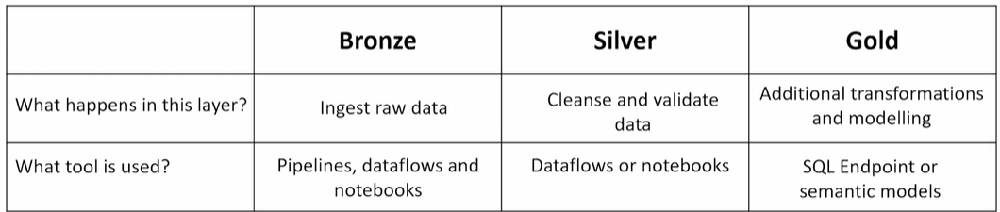 Bronze
Silver
Gold
What happens in this layer?
Ingest raw data
Cleanse and validate
data
Additional transformations
and modelling
What tool is used?
Pipelines, dataflows and
notebooks
Dataflows or notebooks
SQL Endpoint or
semantic models